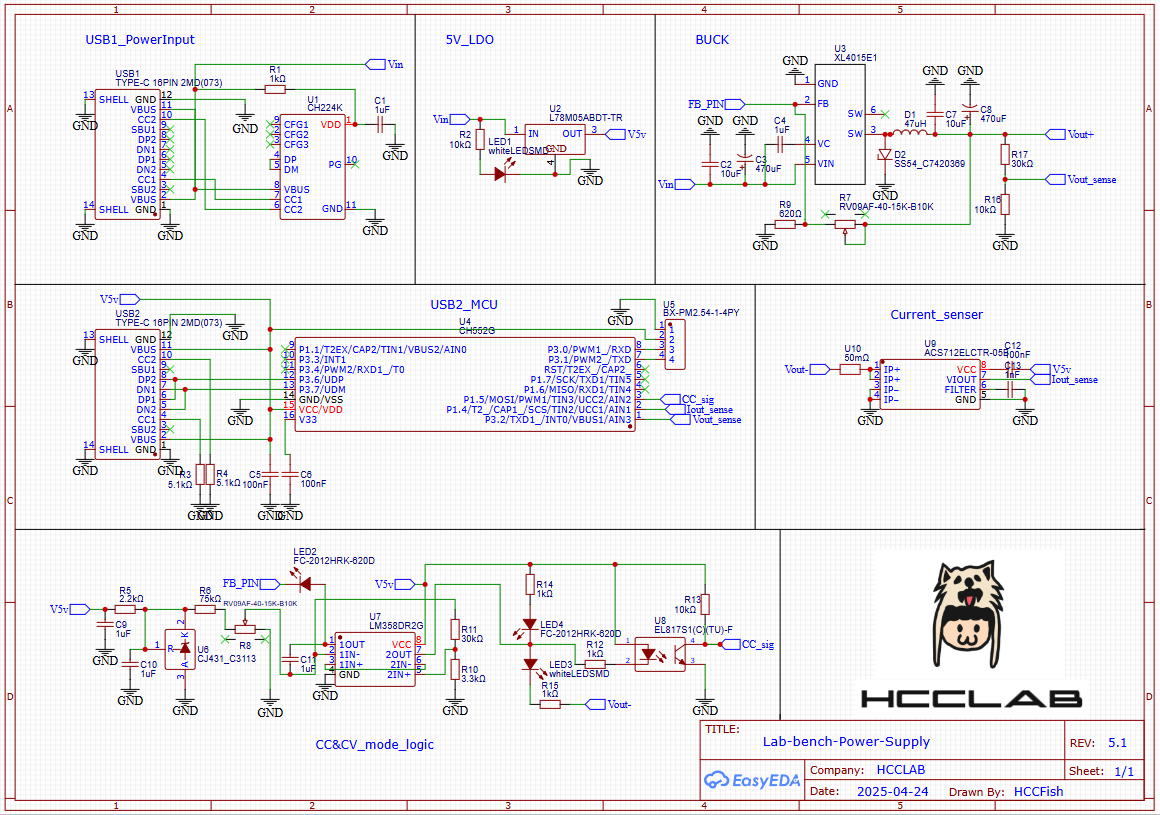 1 2 3 4 5
A
B
C
D
A
B
C
D
1 2 3 4 5
USB1_PowerInput
USB1
TYPE-C 16PIN 2MD(073)
13 SHELL GND 12
VBUS 11
CC2 10
SBU1 9
DP2 8
DN1 7
DP1 6
DN2 5
CC1 4
SBU2 3
VBUS 2
14 SHELL GND 1
GND
GND
GND
GND
Vin
R1
1kΩ
U1
CH224K
9 CFG1 VDD 1
2 CFG2
3 CFG3
4 DP PG 10
5 DM
8 VBUS
7 CC1
6 CC2 GND 11
C1
1uF
GND
GND
5V_LDO
Vin
R2
10kΩ
LED1
whiteLEDSMD
U2
L78M05ABDT-TR
1 IN OUT 3
GND
4
V5v
GND
BUCK
U3
XL4015E1
GND
1 GND
FB_PIN 2 FB
SW 6
SW 3
4 VC
5 VIN
GND GND
C4
1uF
C2
10uF
C3
470uF
Vin
D1
47uH
GND GND
C7
10uF
C8
470uF
D2
SS54_C7420369
GND
Vout+
R17
30kΩ
Vout_sense
R16
10kΩ
GND
R9
620Ω
GND
R7
RV09AF-40-15K-B10K
USB2_MCU
V5v
USB2
TYPE-C 16PIN 2MD(073)
13 SHELL GND 12
VBUS 11
CC2 10
SBU1 9
DP2 8
DN1 7
DP1 6
DN2 5
CC1 4
SBU2 3
VBUS 2
14 SHELL GND 1
GND
GND
GND
GND
GND
R3
5.1kΩ
R4
5.1kΩ
C5
100nF
C6
100nF
GND
GND
GND
GND
U4
CH552G
9 P1.1/T2EX/CAP2/TIN1/VBUS2/AIN0
10 P3.3/INT1
11 P3.4/PWM2/RXD1_/T0
12 P3.6/UDP
13 P3.7/UDM
14 GND/VSS
15 VCC/VDD
16 V33
P3.0/PWM1_/RXD 8
P3.1/PWM2_/TXD 7
RST/T2EX_/CAP2_ 6
P1.7/SCK/TXD1/TIN5 5
P1.6/MISO/RXD1/TIN4 4
P1.5/MOSI/PWM1/TIN3/UCC2/AIN2 3
P1.4/T2_/CAP1_/SCS/TIN2/UCC1/AIN1 2
P3.2/TXD1_/INT0/VBUS1/AIN3 1
CC_sig
Iout_sense
Vout_sense
GND
U5
BX-PM2.54-1-4PY
1 1
2 2
3 3
4 4
Current_senser
Vout-
U10
50mΩ
U9
ACS712ELCTR-05B
1 IP+ VCC 8
2 IP+ VIOUT 7
3 IP- FILTER 6
4 IP- GND 5
C12
100nF
C13
1nF
V5v
Iout_sense
GND
GND
V5v
R5
2.2kΩ
C9
1uF
GND
C10
1uF
GND
1 R
2 K
A 3
U6
CJ431_C3113
GND
R6
75kΩ
RV09AF-40-15K-B10K
R8
GND
FB_PIN
LED2
FC-2012HRK-620D
C11
1uF
GND
U7
LM358DR2G
1 1OUT VCC 8
2 1IN- 2OUT 7
3 1IN+ 2IN- 6
4 GND 2IN+ 5
V5v
R11
30kΩ
R10
3.3kΩ
GND
R14
1kΩ
LED4
FC-2012HRK-620D
LED3
whiteLEDSMD
R12
1kΩ
R15
1kΩ
Vout-
R13
10kΩ
U8
EL817S1(C)(TU)-F
1 4
2 3
CC_sig
GND
CC&CV_mode_logic
HCCLAB
TITLE:
Lab-bench-Power-Supply
REV: 5.1
EasyEDA
Company: HCCLAB
Sheet: 1/1
Date: 2025-04-24 Drawn By: HCCFish